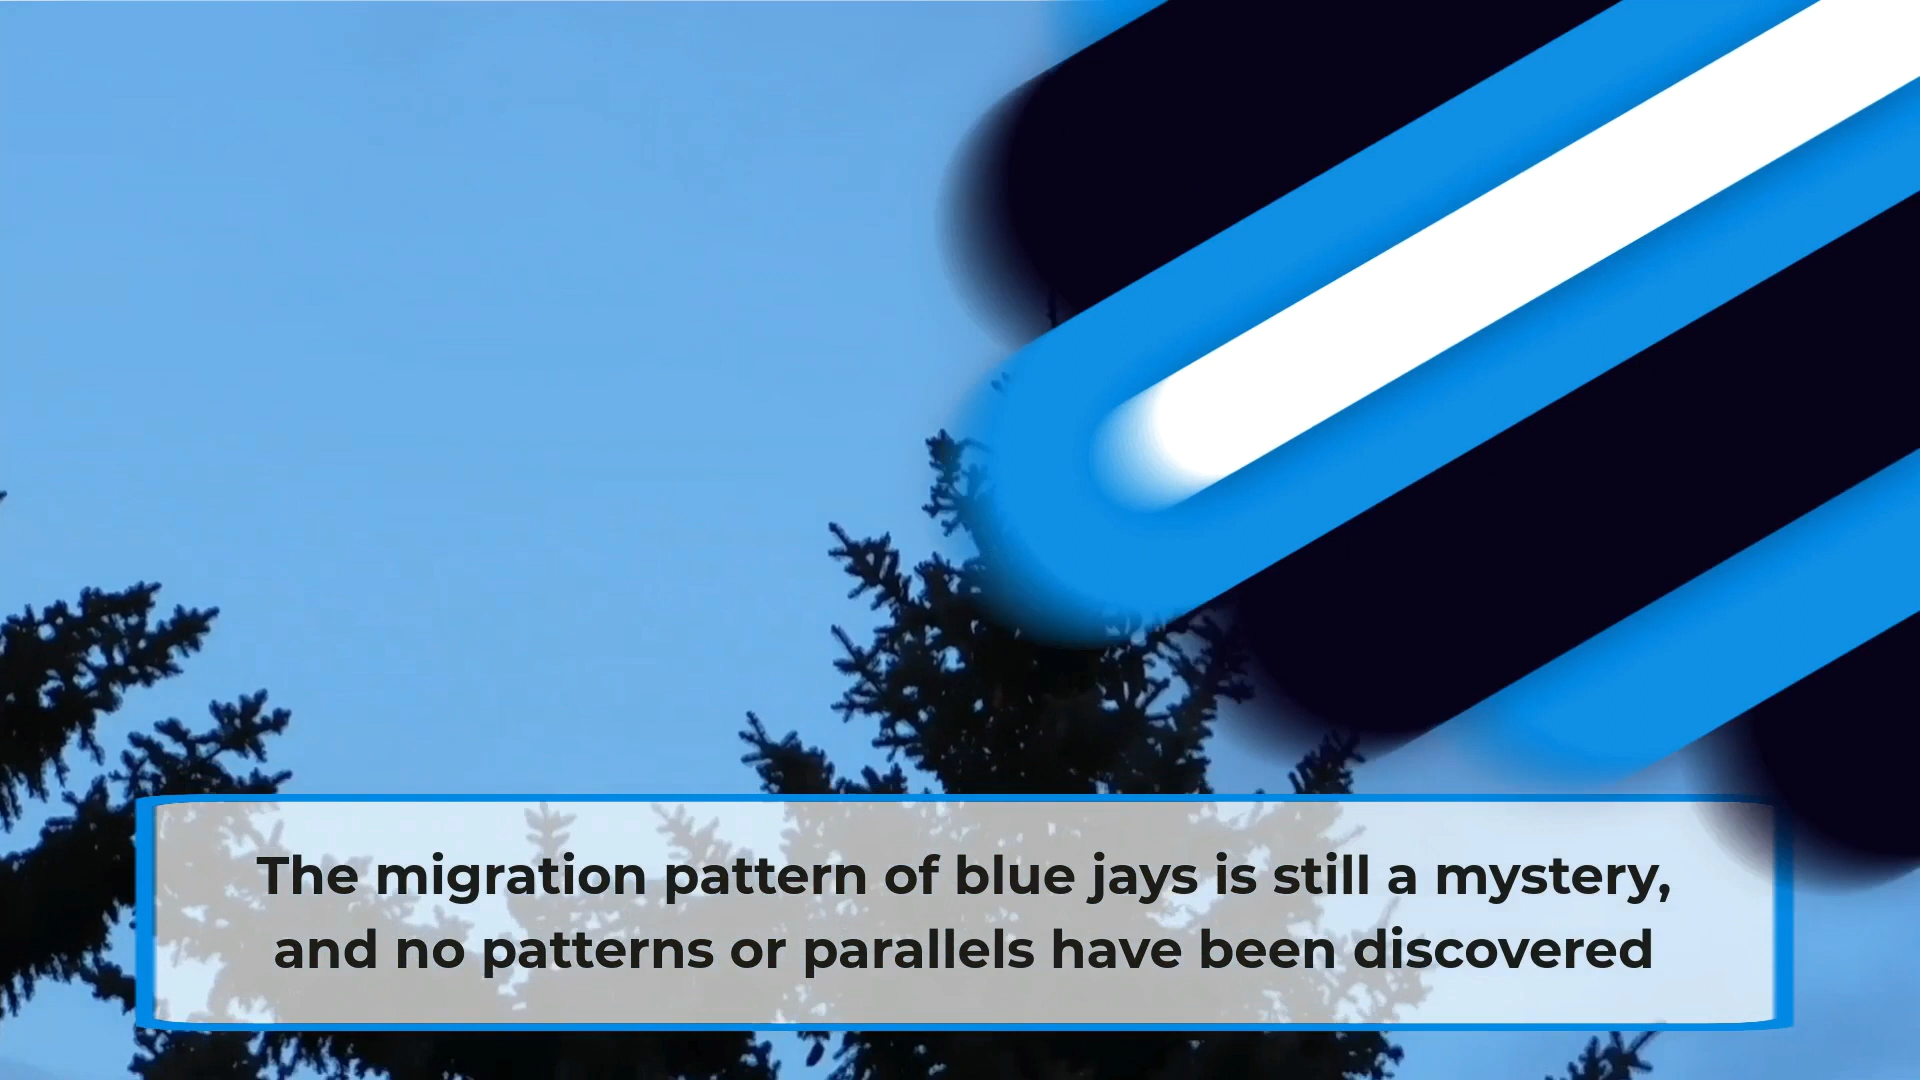 The migration pattern of blue jays is still a mystery,
and no patterns or parallels have been discovered